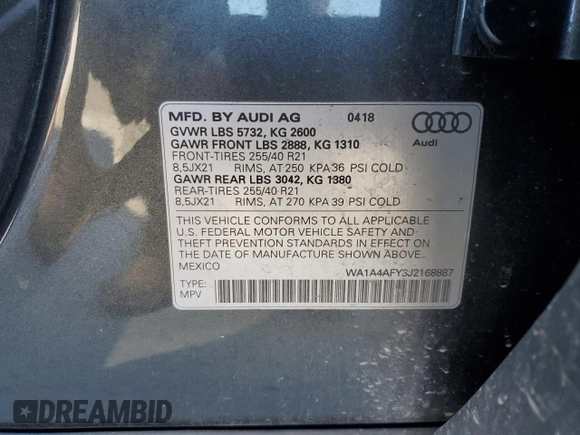 MFD. BY AUDI AG 0418
GVWR LBS 5732, KG 2600
GAWR FRONT LBS 2888, KG 1310
FRONT-TIRES 255/40 R21
8,5JX21 RIMS, AT 250 KPA 36 PSI COLD
GAWR REAR LBS 3042, KG 1380
REAR-TIRES 255/40 R21
8,5JX21 RIMS, AT 270 KPA 39 PSI COLD
Audi
THIS VEHICLE CONFORMS TO ALL APPLICABLE
U.S. FEDERAL MOTOR VEHICLE SAFETY AND
THEFT PREVENTION STANDARDS IN EFFECT ON
THE DATE OF MANUFACTURE SHOWN ABOVE.
MEXICO WA1A4AFY3J2168887
TYPE:
MPV
DREAMBID